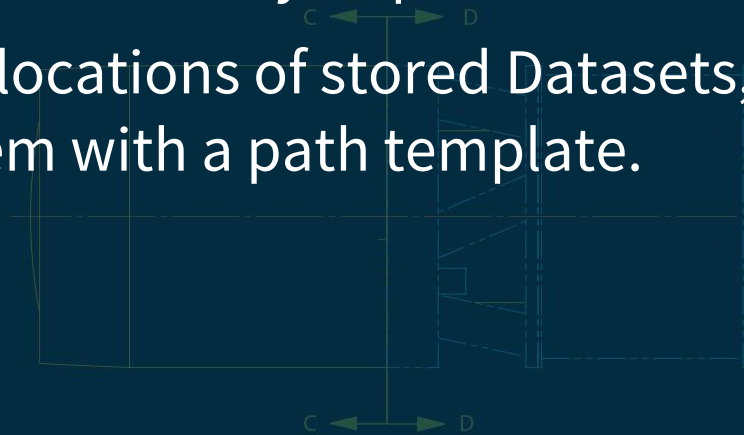 C D
locations of stored Datasets,
em with a path template.
C D